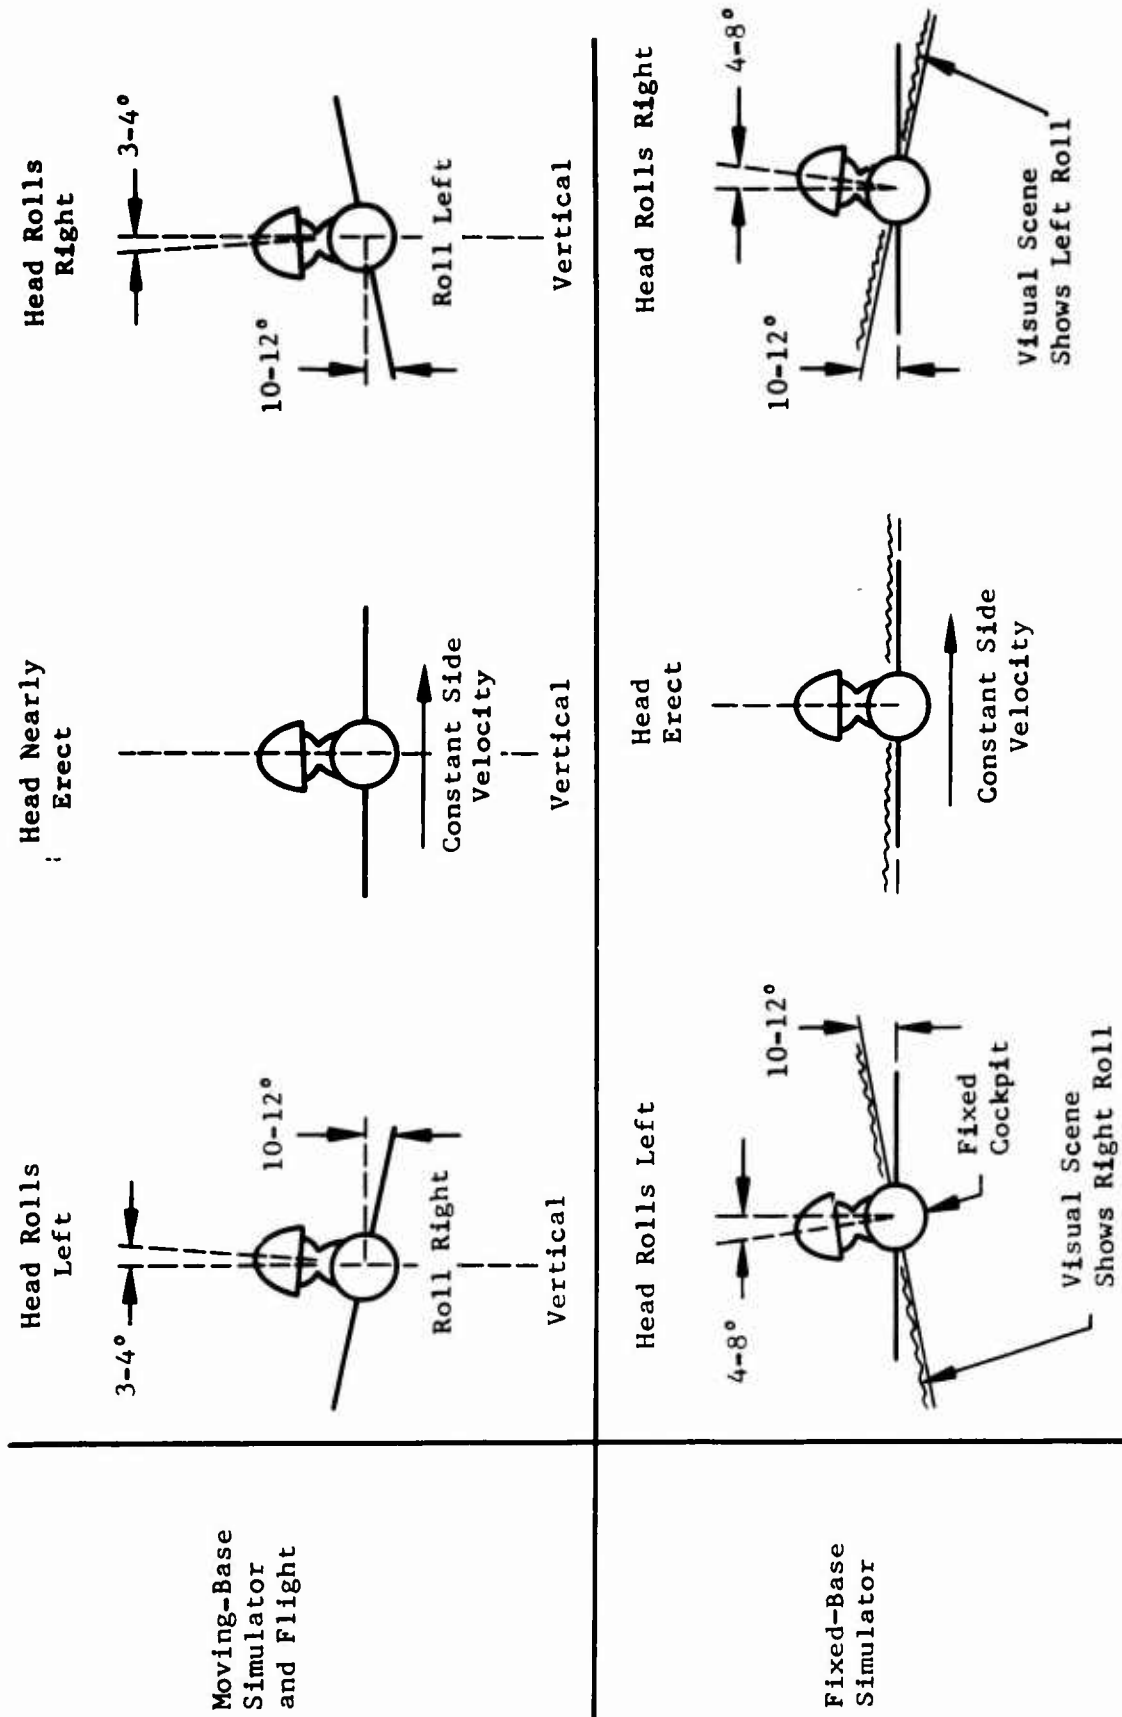 Moving-Base
Simulator
and Flight
Head Rolls
Left
3-4°
10-12°
Roll Right
Vertical
Head Nearly
Erect
Constant Side
Velocity
Vertical
Head Rolls
Right
3-4°
10-12°
Roll Left
Vertical
Fixed-Base
Simulator
Head Rolls Left
4-8°
10-12°
Fixed
Cockpit
Visual Scene
Shows Right Roll
Head
Erect
Constant Side
Velocity
Head Rolls Right
4-8°
10-12°
Visual Scene
Shows Left Roll